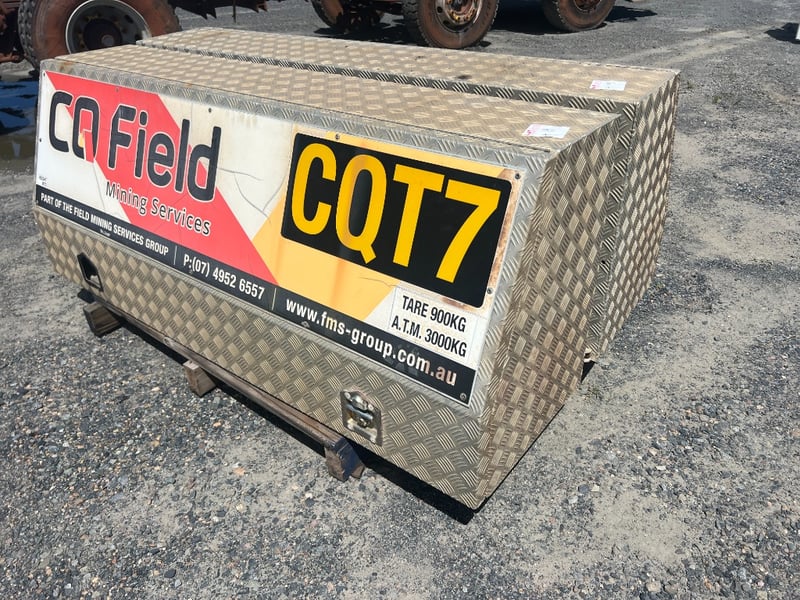 CQ Field
Mining Services
PART OF THE FIELD MINING SERVICES GROUP
P:(07) 4952 6557
www.fms-group.com.au
CQT7
TARE 900KG
A.T.M. 3000KG